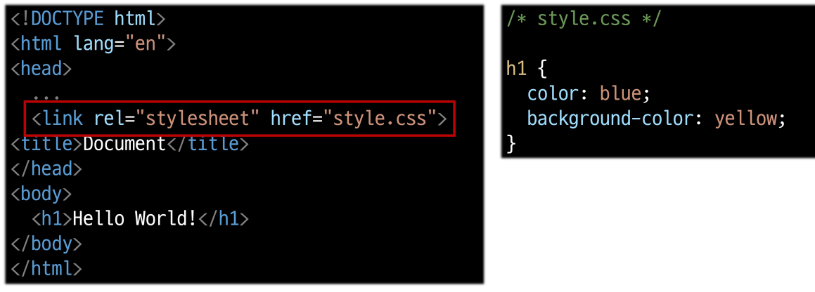 <!DOCTYPE html>
<html lang="en">
<head>
  ...
  <link rel="stylesheet" href="style.css">
<title>Document</title>
</head>
<body>
  <h1>Hello World!</h1>
</body>
</html>
/* style.css */

h1 {
  color: blue;
  background-color: yellow;
}